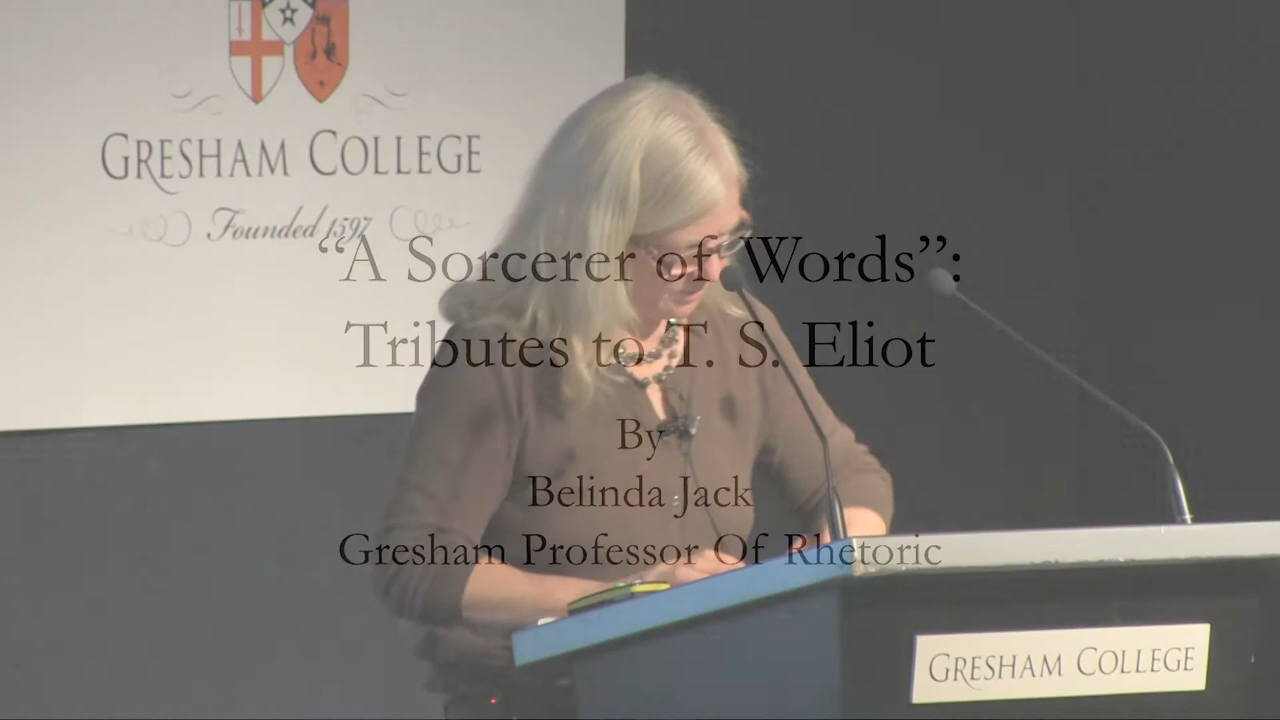 GRESHAM COLLEGE
Founded 1597
“A Sorcerer of Words”:
Tributes to T. S. Eliot
By
Belinda Jack
Gresham Professor Of Rhetoric
GRESHAM COLLEGE